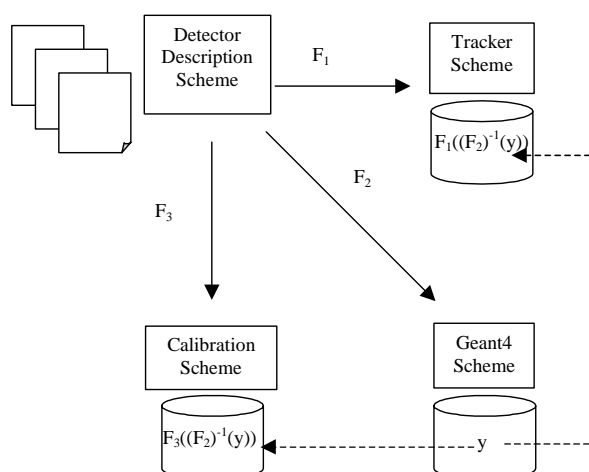 Detector
Description
Scheme
F₁
Tracker
Scheme
F₁((F₂)⁻¹(y))
F₂
F₃
Calibration
Scheme
F₃((F₂)⁻¹(y))
Geant4
Scheme
y